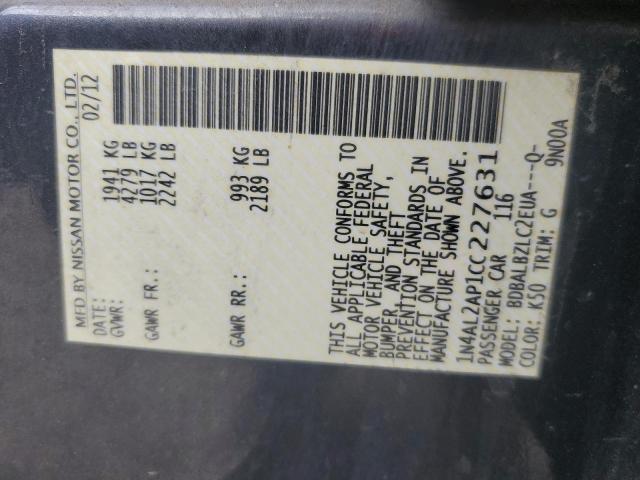 MFD BY NISSAN MOTOR CO., LTD.
DATE: 02/12
GVWR: 1941 KG
4279 LB
GAWR FR.: 1017 KG
2242 LB
GAWR RR.: 993 KG
2189 LB
THIS VEHICLE CONFORMS TO
ALL APPLICABLE FEDERAL
MOTOR VEHICLE SAFETY,
BUMPER, AND THEFT
PREVENTION STANDARDS IN
EFFECT ON THE DATE OF
MANUFACTURE SHOWN ABOVE.
1N4AL2AP1CC227631
PASSENGER CAR 116
MODEL: BDBALBZLC2EUA---Q-
COLOR: K50 TRIM: G 9N00A